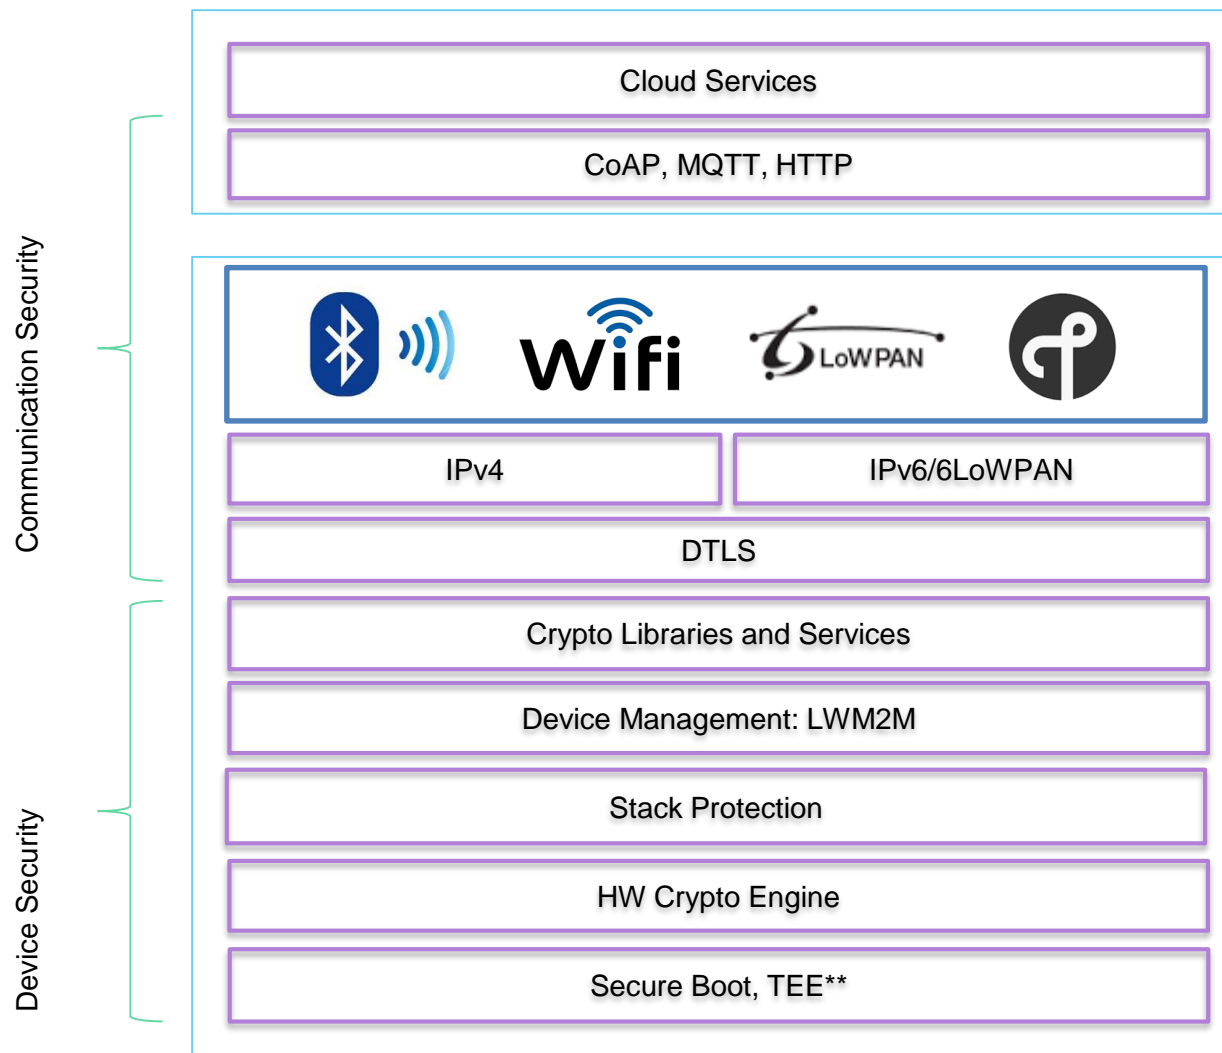 Cloud Services
CoAP, MQTT, HTTP
Communication Security
Wifi
6LoWPAN
IPv4
IPv6/6LoWPAN
DTLS
Crypto Libraries and Services
Device Management: LWM2M
Stack Protection
Device Security
HW Crypto Engine
Secure Boot, TEE**